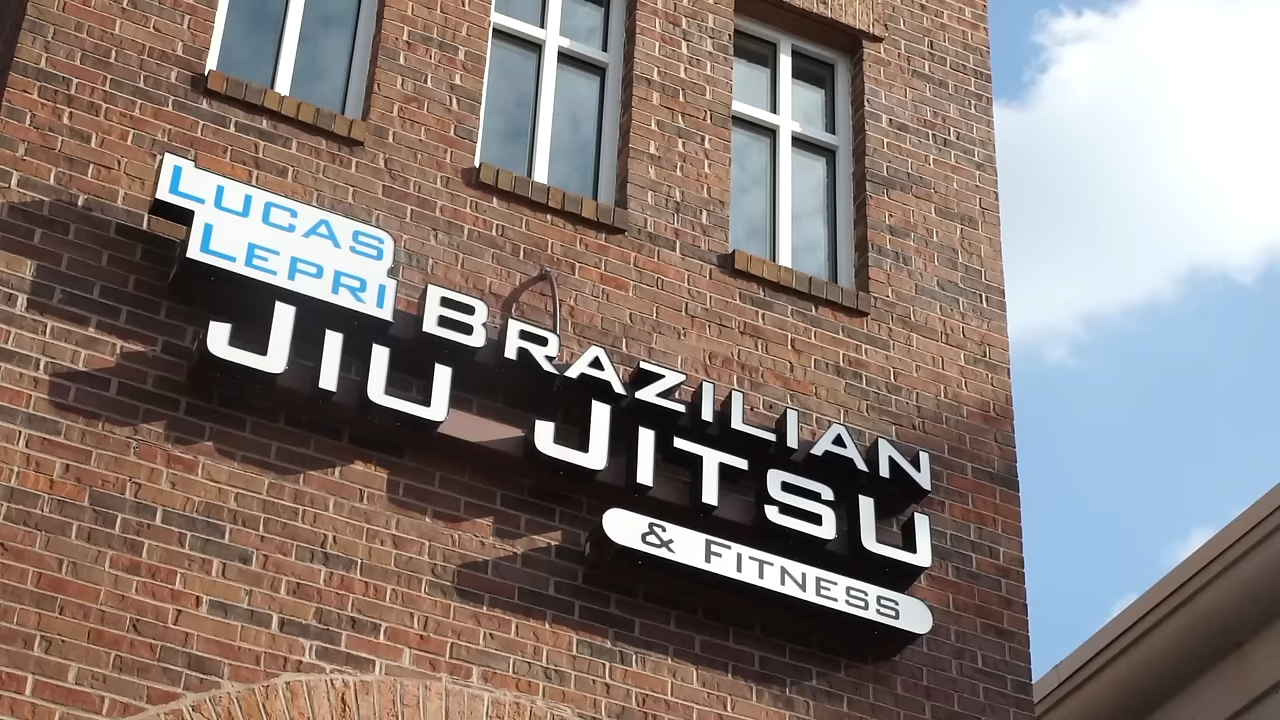 LUCAS
LEPRI
BRAZILIAN
JIU JITSU
& FITNESS